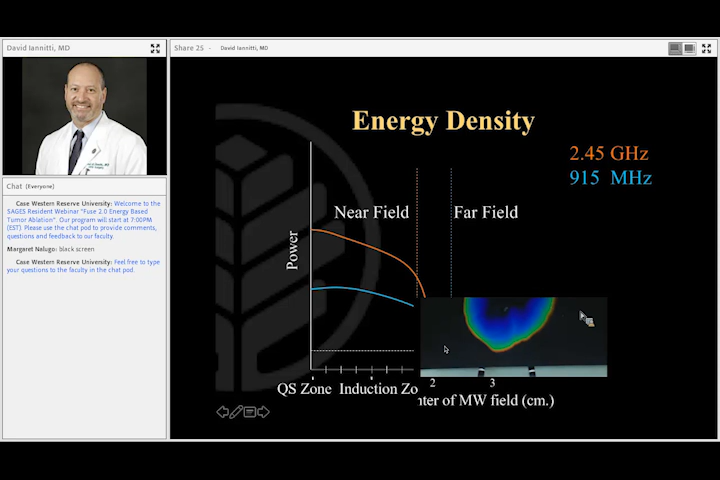 David Iannitti, MD
Share 25 - David Iannitti, MD
Chat (Everyone)
Case Western Reserve University: Welcome to the
SAGES Resident Webinar "Fuse 2.0 Energy Based
Tumor Ablation". Our program will start at 7:00PM
(EST). Please use the chat pod to provide comments,
questions and feedback to our faculty.
Margaret Nalugo: black screen
Case Western Reserve University: Feel free to type
your questions to the faculty in the chat pod.
Energy Density
2.45 GHz
915 MHz
Near Field
Far Field
Power
2
3
QS Zone Induction Zo
nter of MW field (cm.)